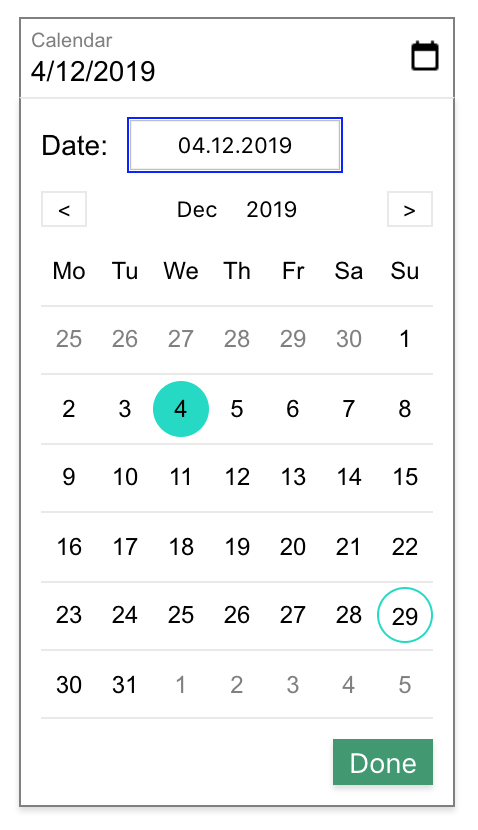 Calendar
4/12/2019
Date: 04.12.2019
< Dec 2019 >
Mo Tu We Th Fr Sa Su
25 26 27 28 29 30 1
2 3 4 5 6 7 8
9 10 11 12 13 14 15
16 17 18 19 20 21 22
23 24 25 26 27 28 29
30 31 1 2 3 4 5
Done